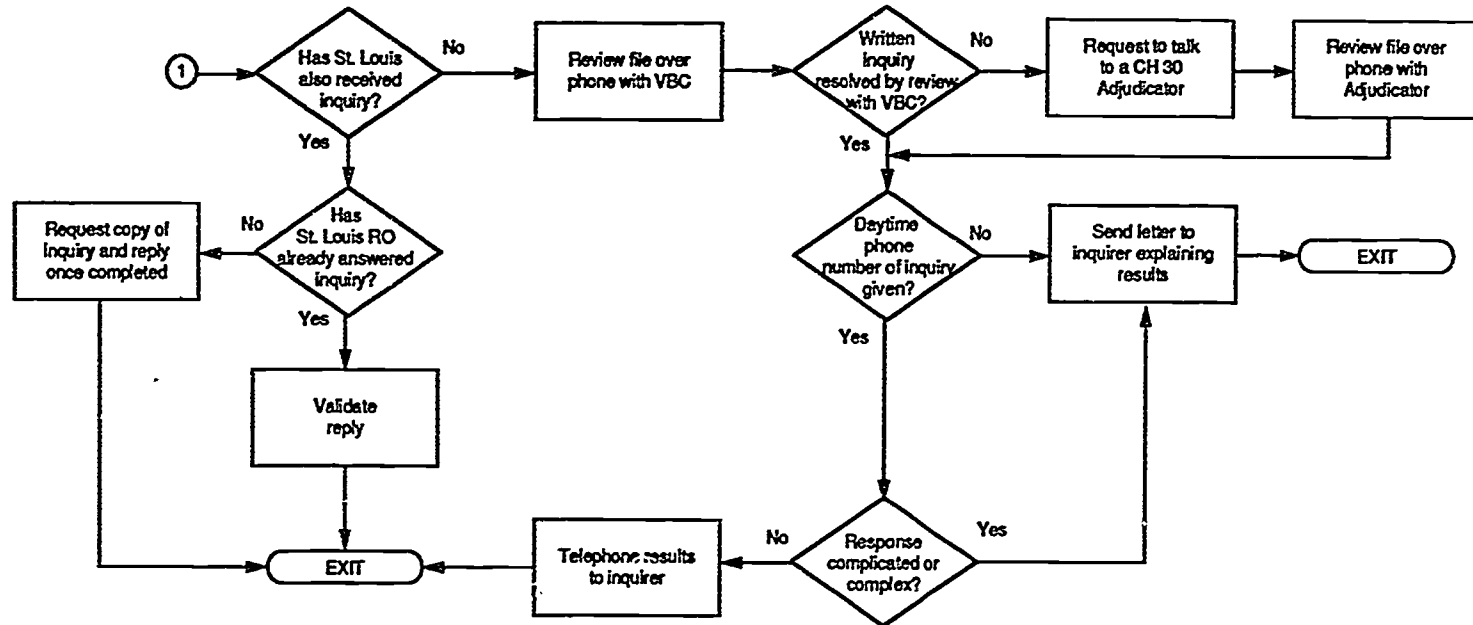 1
Has St. Louis
also received
inquiry?
No
Yes
Review file over
phone with VBC
Written
inquiry
resolved by review
with VBC?
No
Yes
Request to talk
to a CH 30
Adjudicator
Review file over
phone with
Adjudicator
Request copy of
Inquiry and reply
once completed
No
Has
St. Louis RO
already answered
inquiry?
Yes
Daytime
phone
number of inquiry
given?
No
Yes
Send letter to
inquirer explaining
results
EXIT
Validate
reply
EXIT
Telephone results
to inquirer
No
Response
complicated or
complex?
Yes